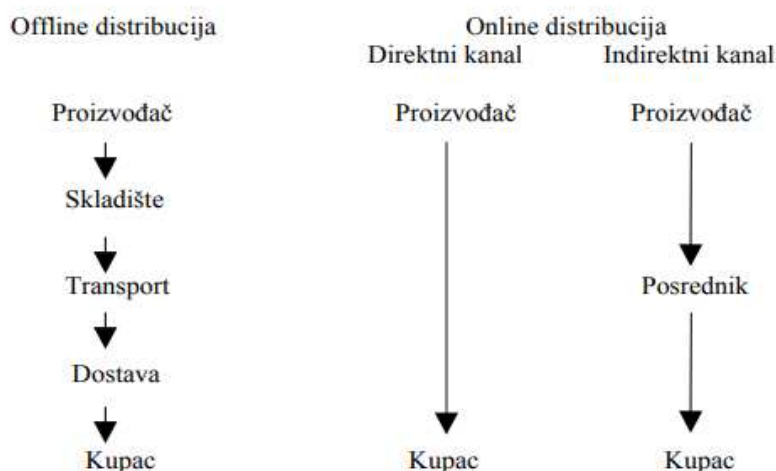 Offline distribucija
Online distribucija
Direktni kanal
Indirektni kanal
Proizvođač
Skladište
Transport
Dostava
Kupac
Proizvođač
Kupac
Proizvođač
Posrednik
Kupac